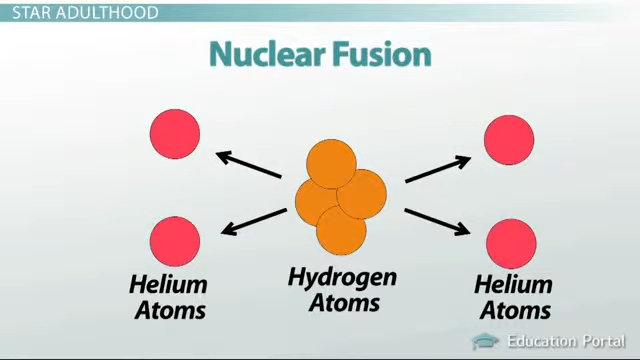 STAR ADULTHOOD
Nuclear Fusion
Helium
Atoms
Hydrogen
Atoms
Helium
Atoms
Education Portal